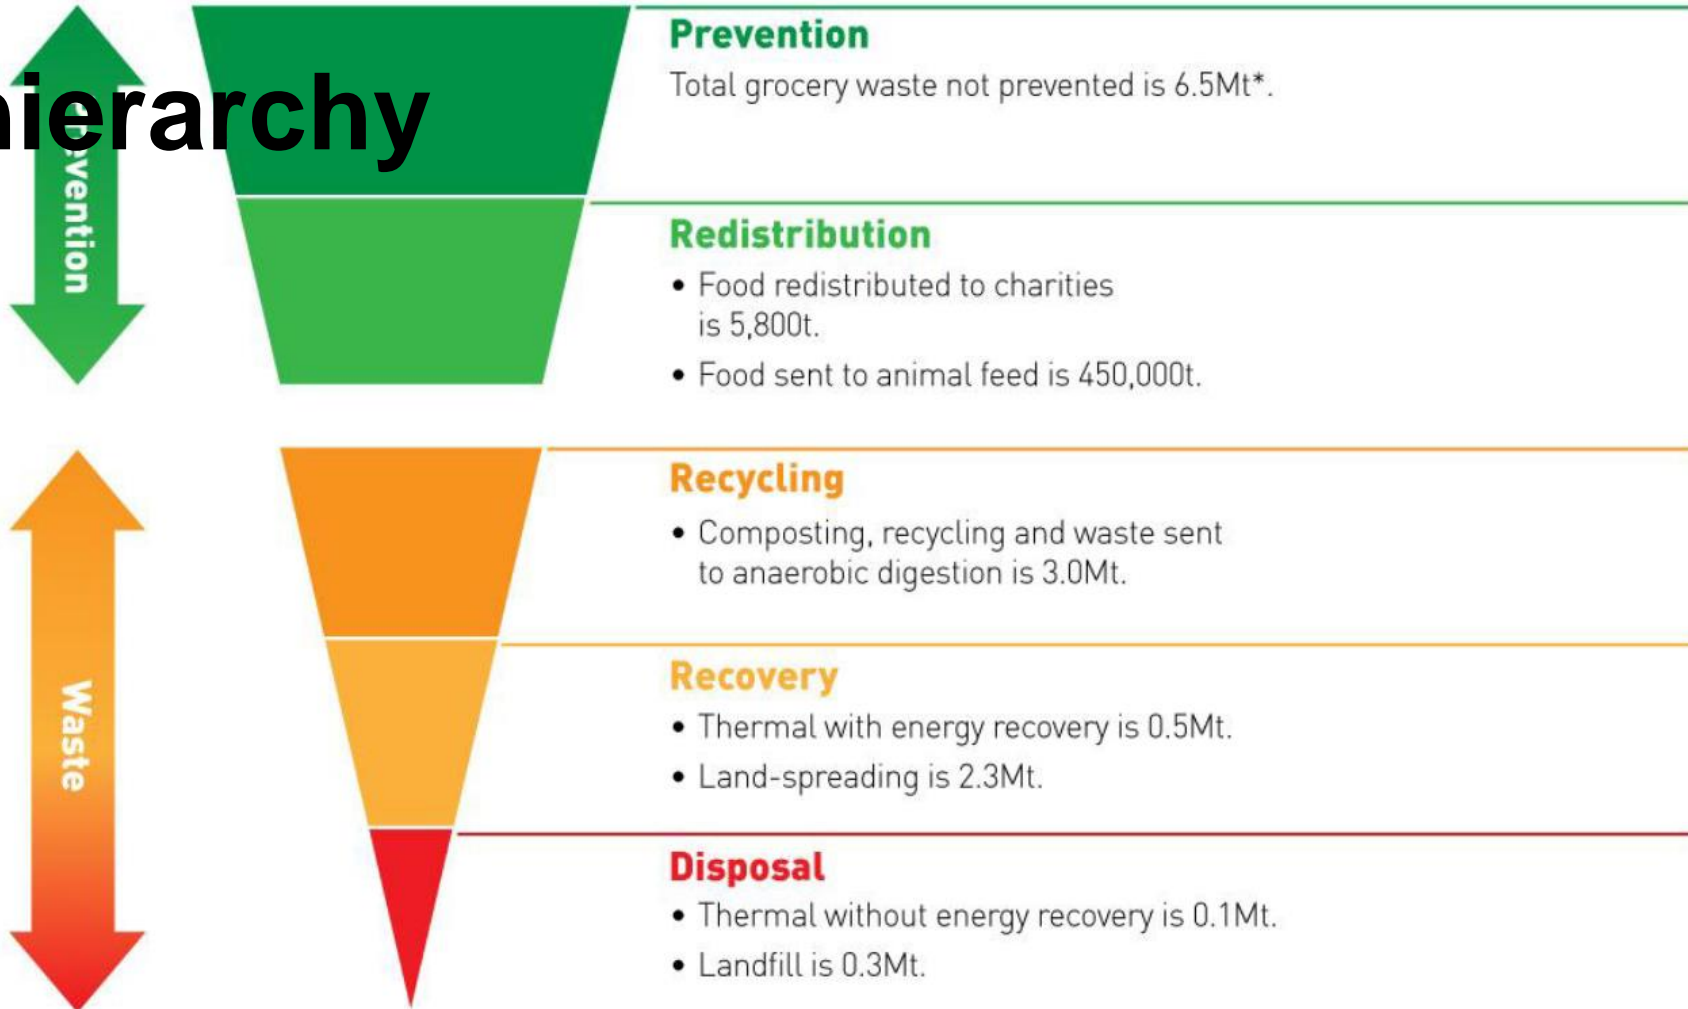 hierarchy
Prevention
Prevention
Total grocery waste not prevented is 6.5Mt*.
Redistribution
• Food redistributed to charities
is 5,800t.
• Food sent to animal feed is 450,000t.
Waste
Recycling
• Composting, recycling and waste sent
to anaerobic digestion is 3.0Mt.
Recovery
• Thermal with energy recovery is 0.5Mt.
• Land-spreading is 2.3Mt.
Disposal
• Thermal without energy recovery is 0.1Mt.
• Landfill is 0.3Mt.